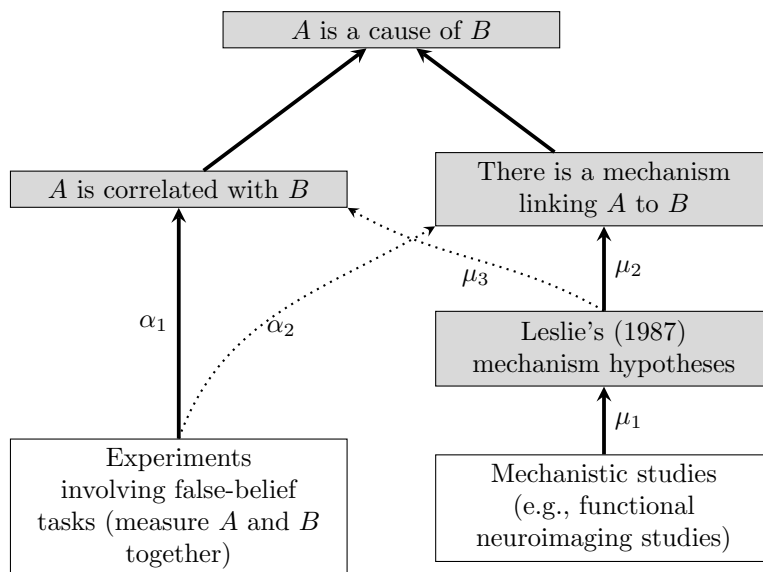 A is a cause of B
A is correlated with B
There is a mechanism
linking A to B
μ₃
μ₂
α₁
α₂
Leslie's (1987)
mechanism hypotheses
μ₁
Experiments
involving false-belief
tasks (measure A and B
together)
Mechanistic studies
(e.g., functional
neuroimaging studies)